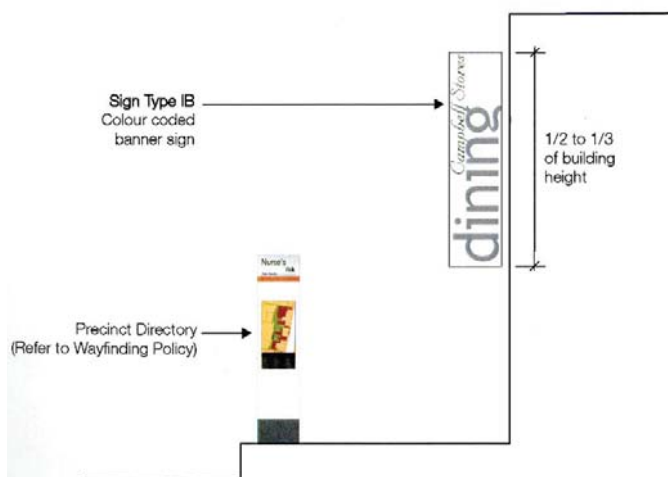 Sign Type IB
Colour coded
banner sign
Campbell Stores
dining
1/2 to 1/3
of building
height
Nurse's
Walk
Precinct Directory
(Refer to Wayfinding Policy)